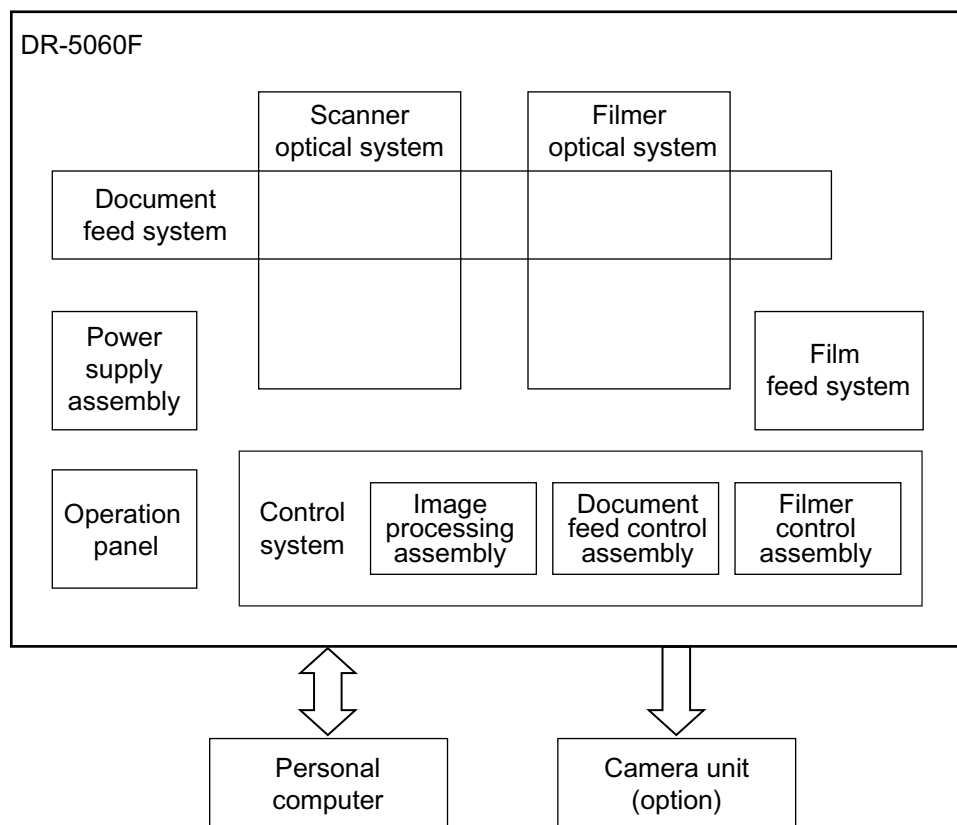 DR-5060F
Scanner
optical system
Filmer
optical system
Document
feed system
Power
supply
assembly
Film
feed system
Operation
panel
Control
system
Image
processing
assembly
Document
feed control
assembly
Filmer
control
assembly
Personal
computer
Camera unit
(option)